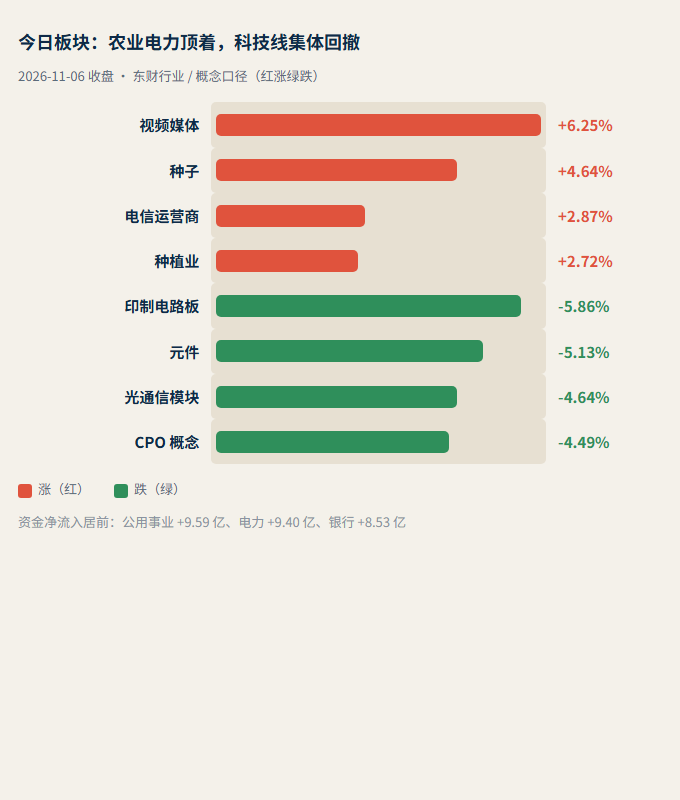 今日板块：农业电力顶着，科技线集体回撤
2026-11-06 收盘 · 东财行业 / 概念口径（红涨绿跌）
视频媒体 +6.25%
种子 +4.64%
电信运营商 +2.87%
种植业 +2.72%
印制电路板 -5.86%
元件 -5.13%
光通信模块 -4.64%
CPO 概念 -4.49%
涨（红） 跌（绿）
资金净流入居前：公用事业 +9.59 亿、电力 +9.40 亿、银行 +8.53 亿